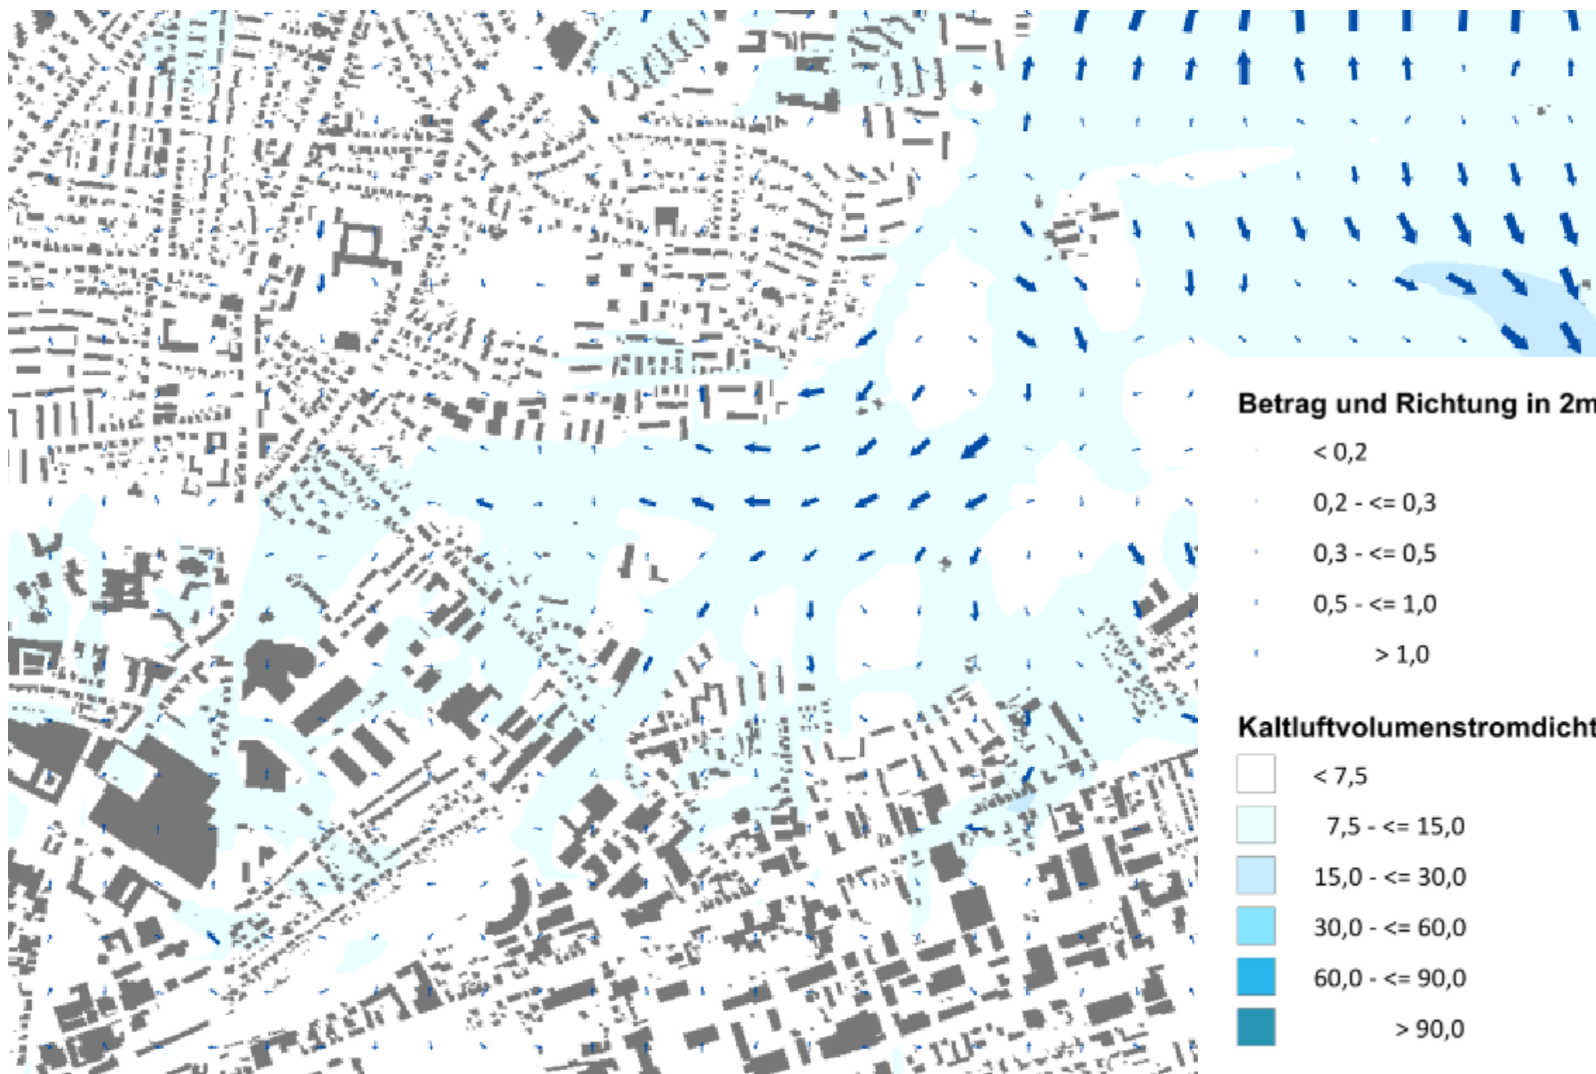 Betrag und Richtung in 2m
< 0,2
0,2 - <= 0,3
0,3 - <= 0,5
0,5 - <= 1,0
> 1,0
Kaltluftvolumenstromdicht
< 7,5
7,5 - <= 15,0
15,0 - <= 30,0
30,0 - <= 60,0
60,0 - <= 90,0
> 90,0